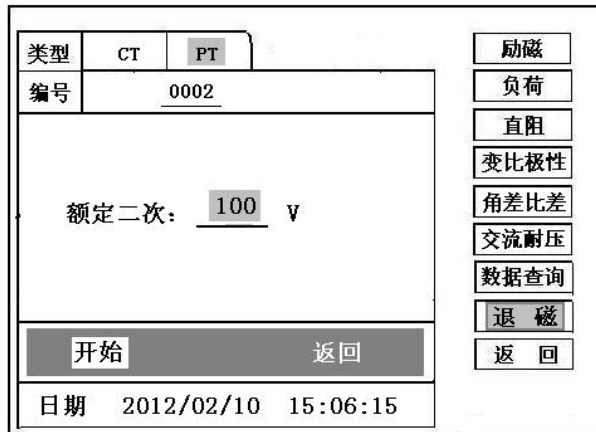 类型 CT PT
编号 0002
额定二次： 100 V
开始 返回
日期 2012/02/10 15:06:15
励磁
负荷
直阻
变比极性
角差比差
交流耐压
数据查询
退 磁
返 回